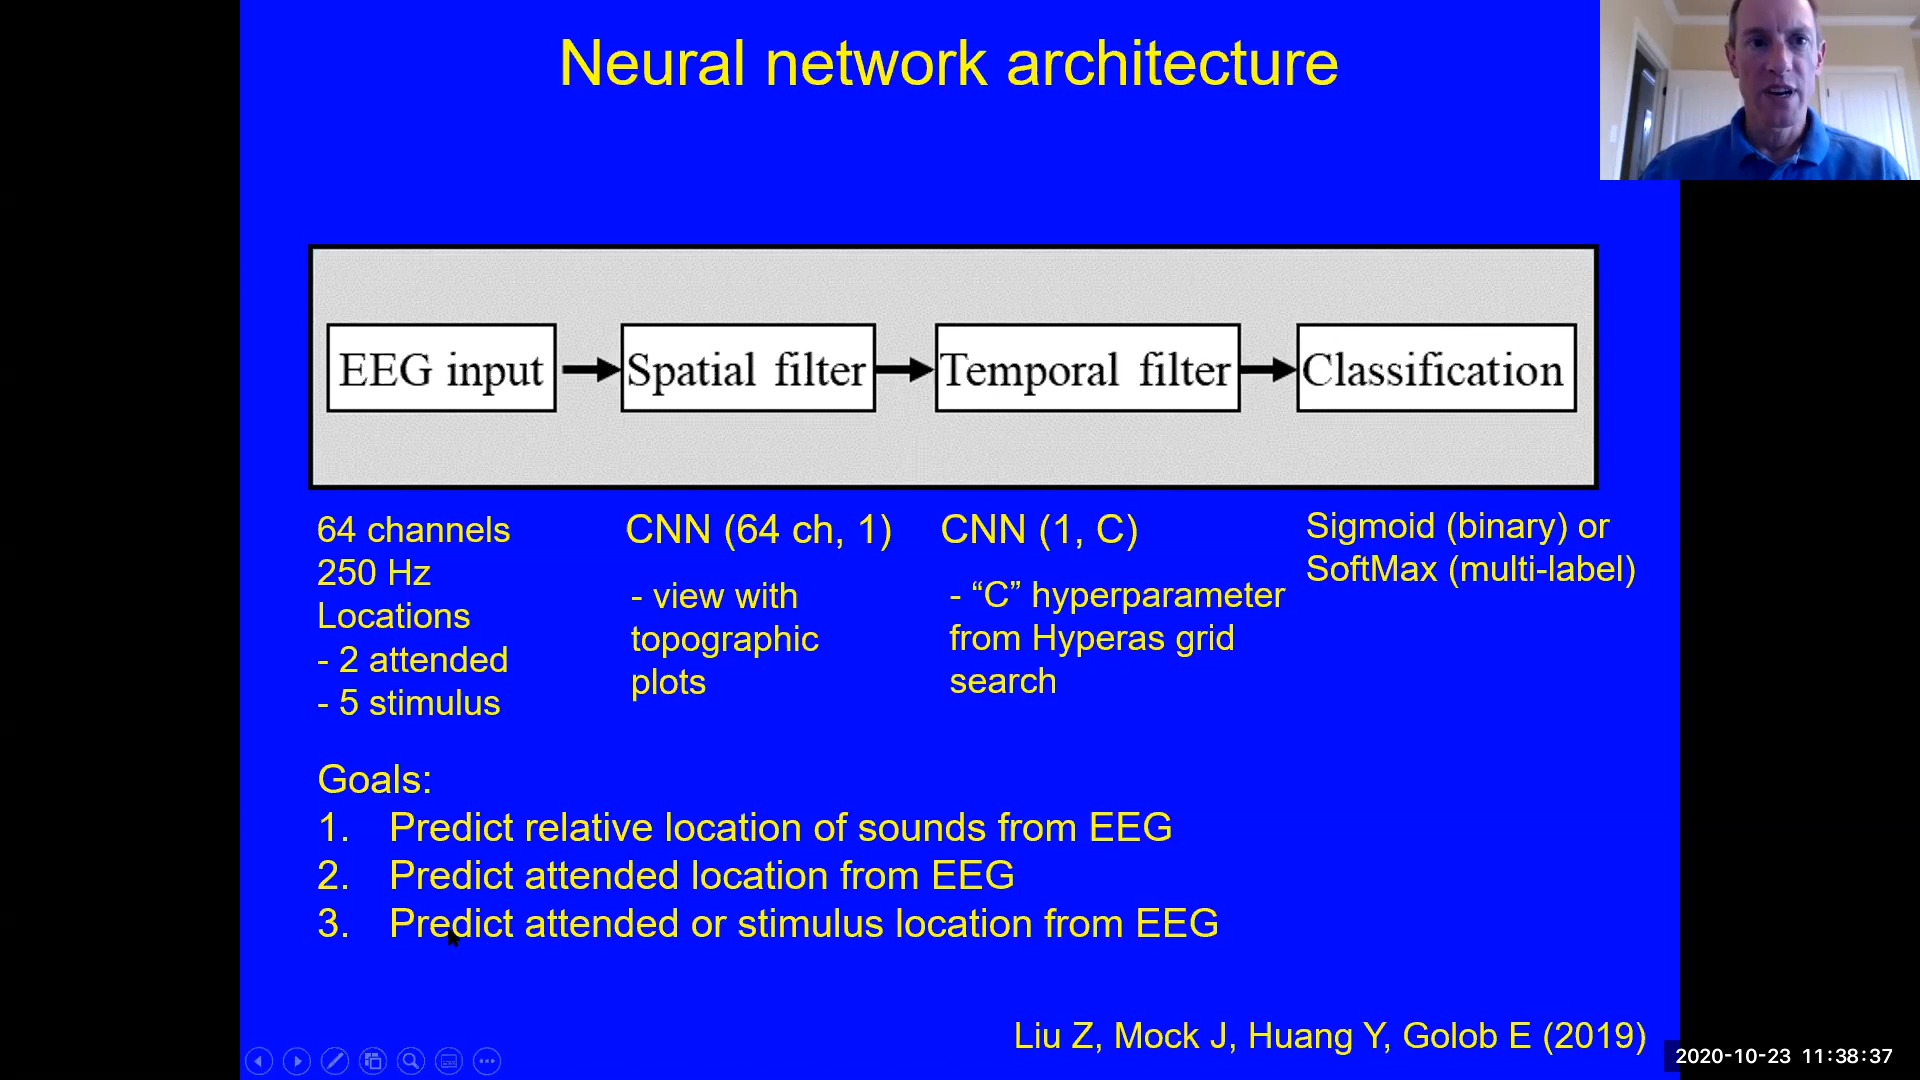 Neural network architecture
EEG input
Spatial filter
Temporal filter
Classification
64 channels
250 Hz
Locations
- 2 attended
- 5 stimulus
CNN (64 ch, 1)
- view with
topographic
plots
CNN (1, C)
- “C” hyperparameter
from Hyperas grid
search
Sigmoid (binary) or
SoftMax (multi-label)
Goals:
1. Predict relative location of sounds from EEG
2. Predict attended location from EEG
3. Predict attended or stimulus location from EEG
Liu Z, Mock J, Huang Y, Golob E (2019)
2020-10-23 11:38:37